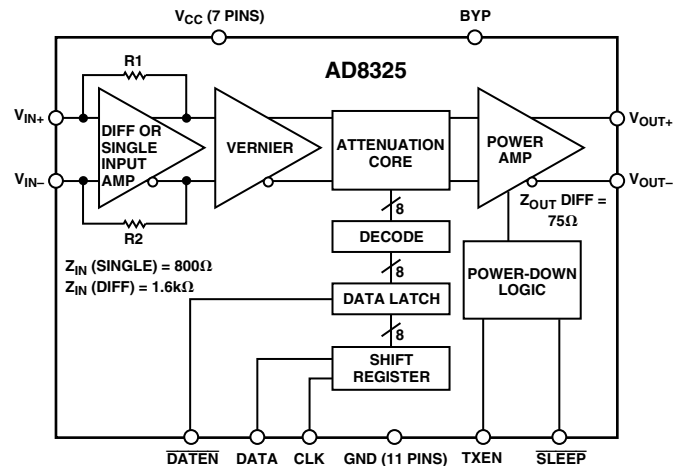 VCC (7 PINS)
BYP
R1
AD8325
VIN+
VOUT+
DIFF OR
SINGLE
INPUT
AMP
VERNIER
ATTENUATION
CORE
POWER
AMP
VIN–
VOUT–
8
ZOUT DIFF =
75Ω
R2
DECODE
ZIN (SINGLE) = 800Ω
ZIN (DIFF) = 1.6kΩ
8
POWER-DOWN
LOGIC
DATA LATCH
8
SHIFT
REGISTER
DATEN
DATA
CLK
GND (11 PINS)
TXEN
SLEEP